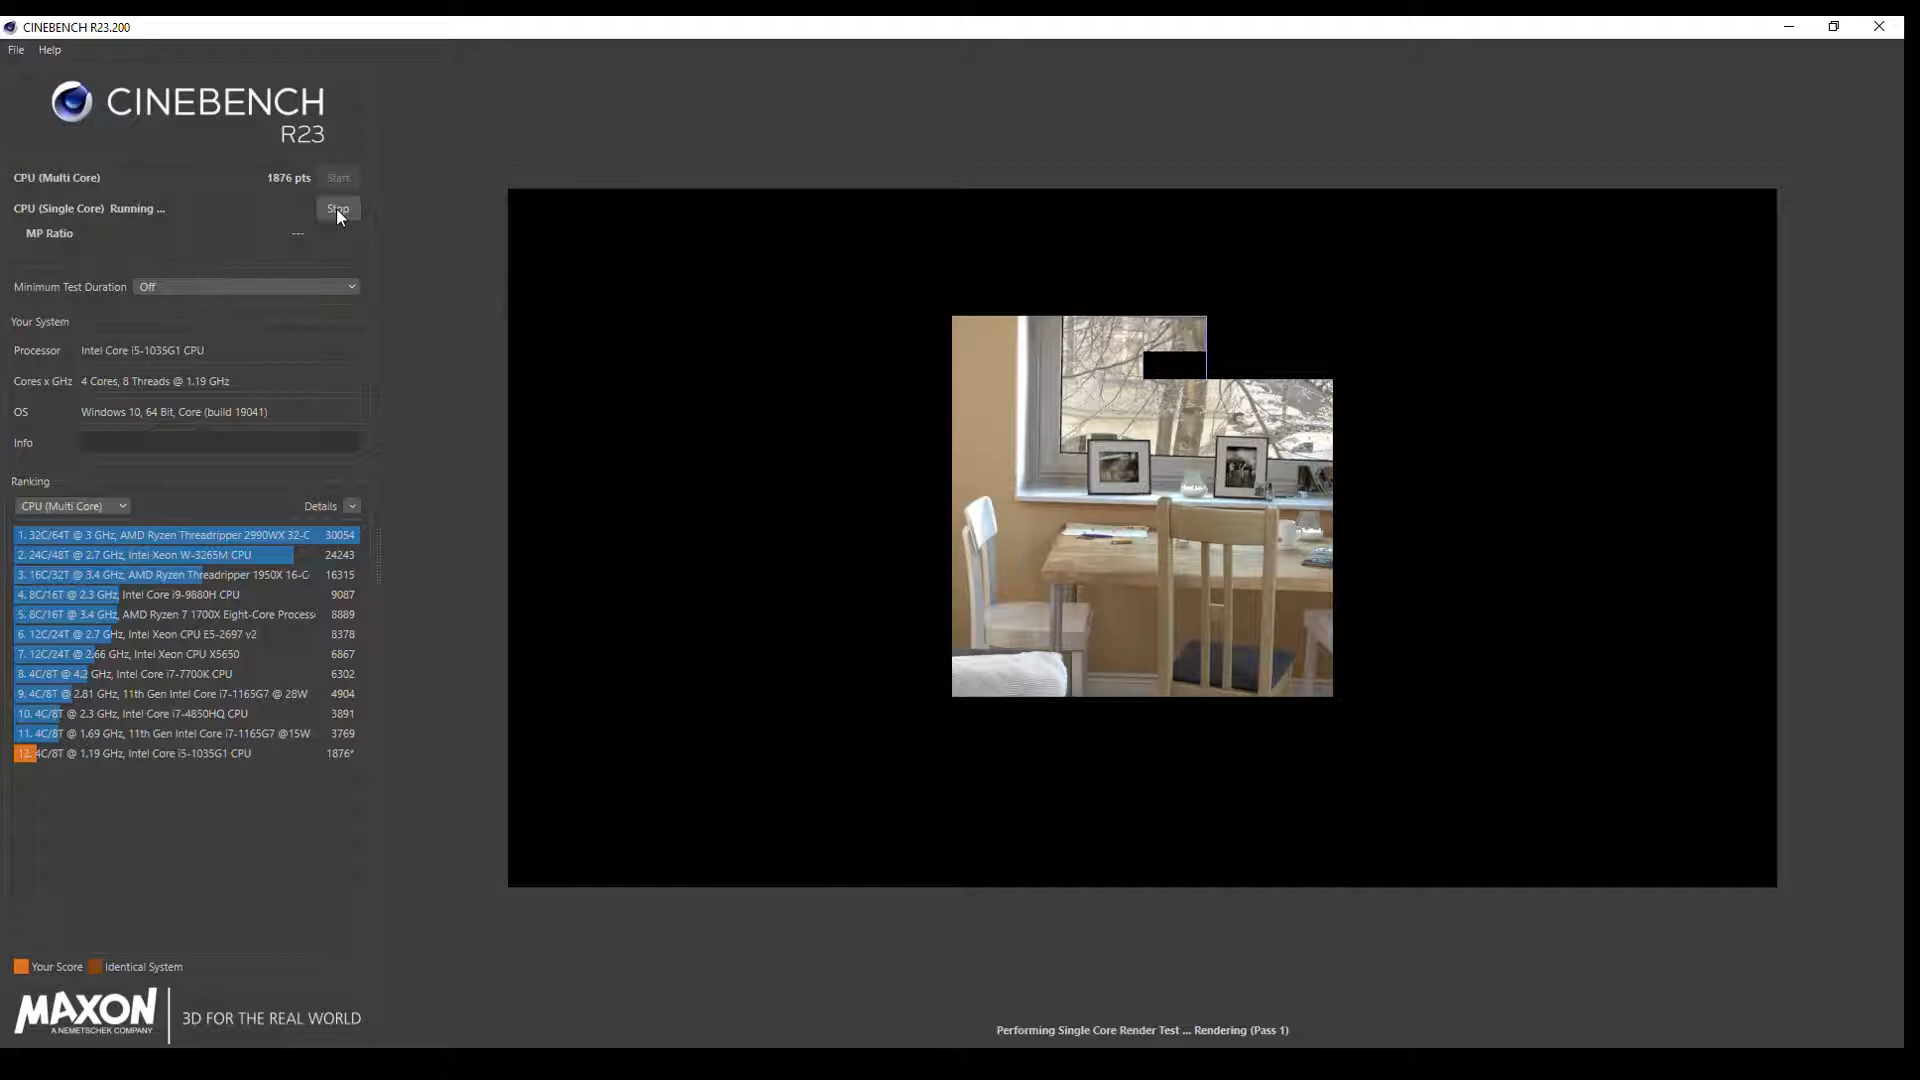 CINEBENCH R23.200
File Help
CINEBENCH
R23
CPU (Multi Core) 1876 pts Start
CPU (Single Core) Running ... Stop
MP Ratio ---
Minimum Test Duration Off
Your System
Processor Intel Core i5-1035G1 CPU
Cores x GHz 4 Cores, 8 Threads @ 1.19 GHz
OS Windows 10, 64 Bit, Core (build 19041)
Info
Ranking
CPU (Multi Core) Details
1. 32C/64T @ 3 GHz, AMD Ryzen Threadripper 2990WX 32-C 30054
2. 24C/48T @ 2.7 GHz, Intel Xeon W-3265M CPU 24243
3. 16C/32T @ 3.4 GHz, AMD Ryzen Threadripper 1950X 16-C 16315
4. 8C/16T @ 2.3 GHz, Intel Core i9-9880H CPU 9087
5. 8C/16T @ 3.4 GHz, AMD Ryzen 7 1700X Eight-Core Process 8889
6. 12C/24T @ 2.7 GHz, Intel Xeon CPU E5-2697 v2 8378
7. 12C/24T @ 2.66 GHz, Intel Xeon CPU X5650 6867
8. 4C/8T @ 4.2 GHz, Intel Core i7-7700K CPU 6302
9. 4C/8T @ 2.81 GHz, 11th Gen Intel Core i7-1165G7 @ 28W 4904
10. 4C/8T @ 2.3 GHz, Intel Core i7-4850HQ CPU 3891
11. 4C/8T @ 1.69 GHz, 11th Gen Intel Core i7-1165G7 @15W 3769
12. 4C/8T @ 1.19 GHz, Intel Core i5-1035G1 CPU 1876*
Your Score Identical System
MAXON
A NEMETSCHEK COMPANY
3D FOR THE REAL WORLD
Performing Single Core Render Test ... Rendering (Pass 1)